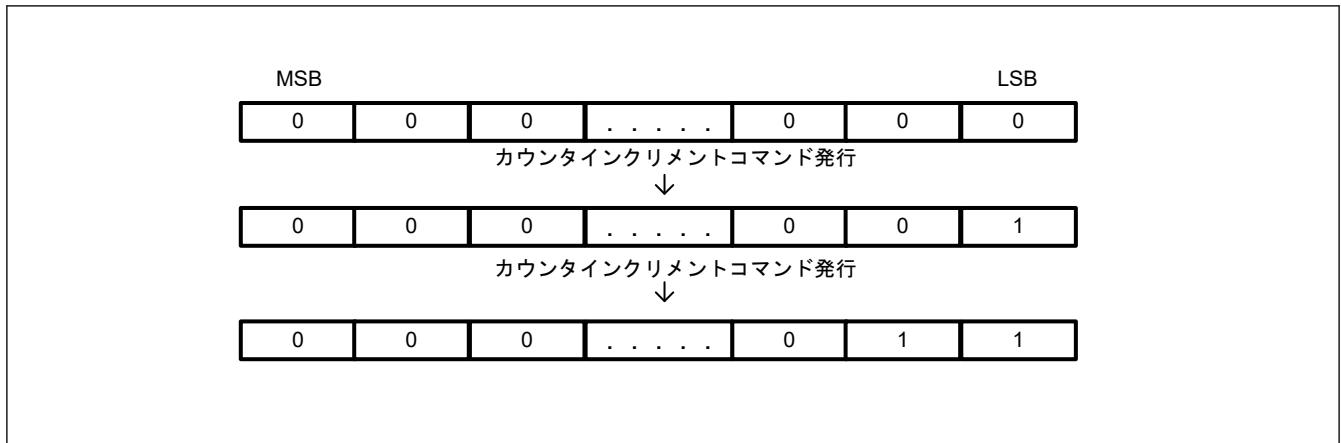 MSB LSB
0 0 0 . . . . . 0 0 0
カウンタインクリメントコマンド発行
↓
0 0 0 . . . . . 0 0 1
カウンタインクリメントコマンド発行
↓
0 0 0 . . . . . 0 1 1